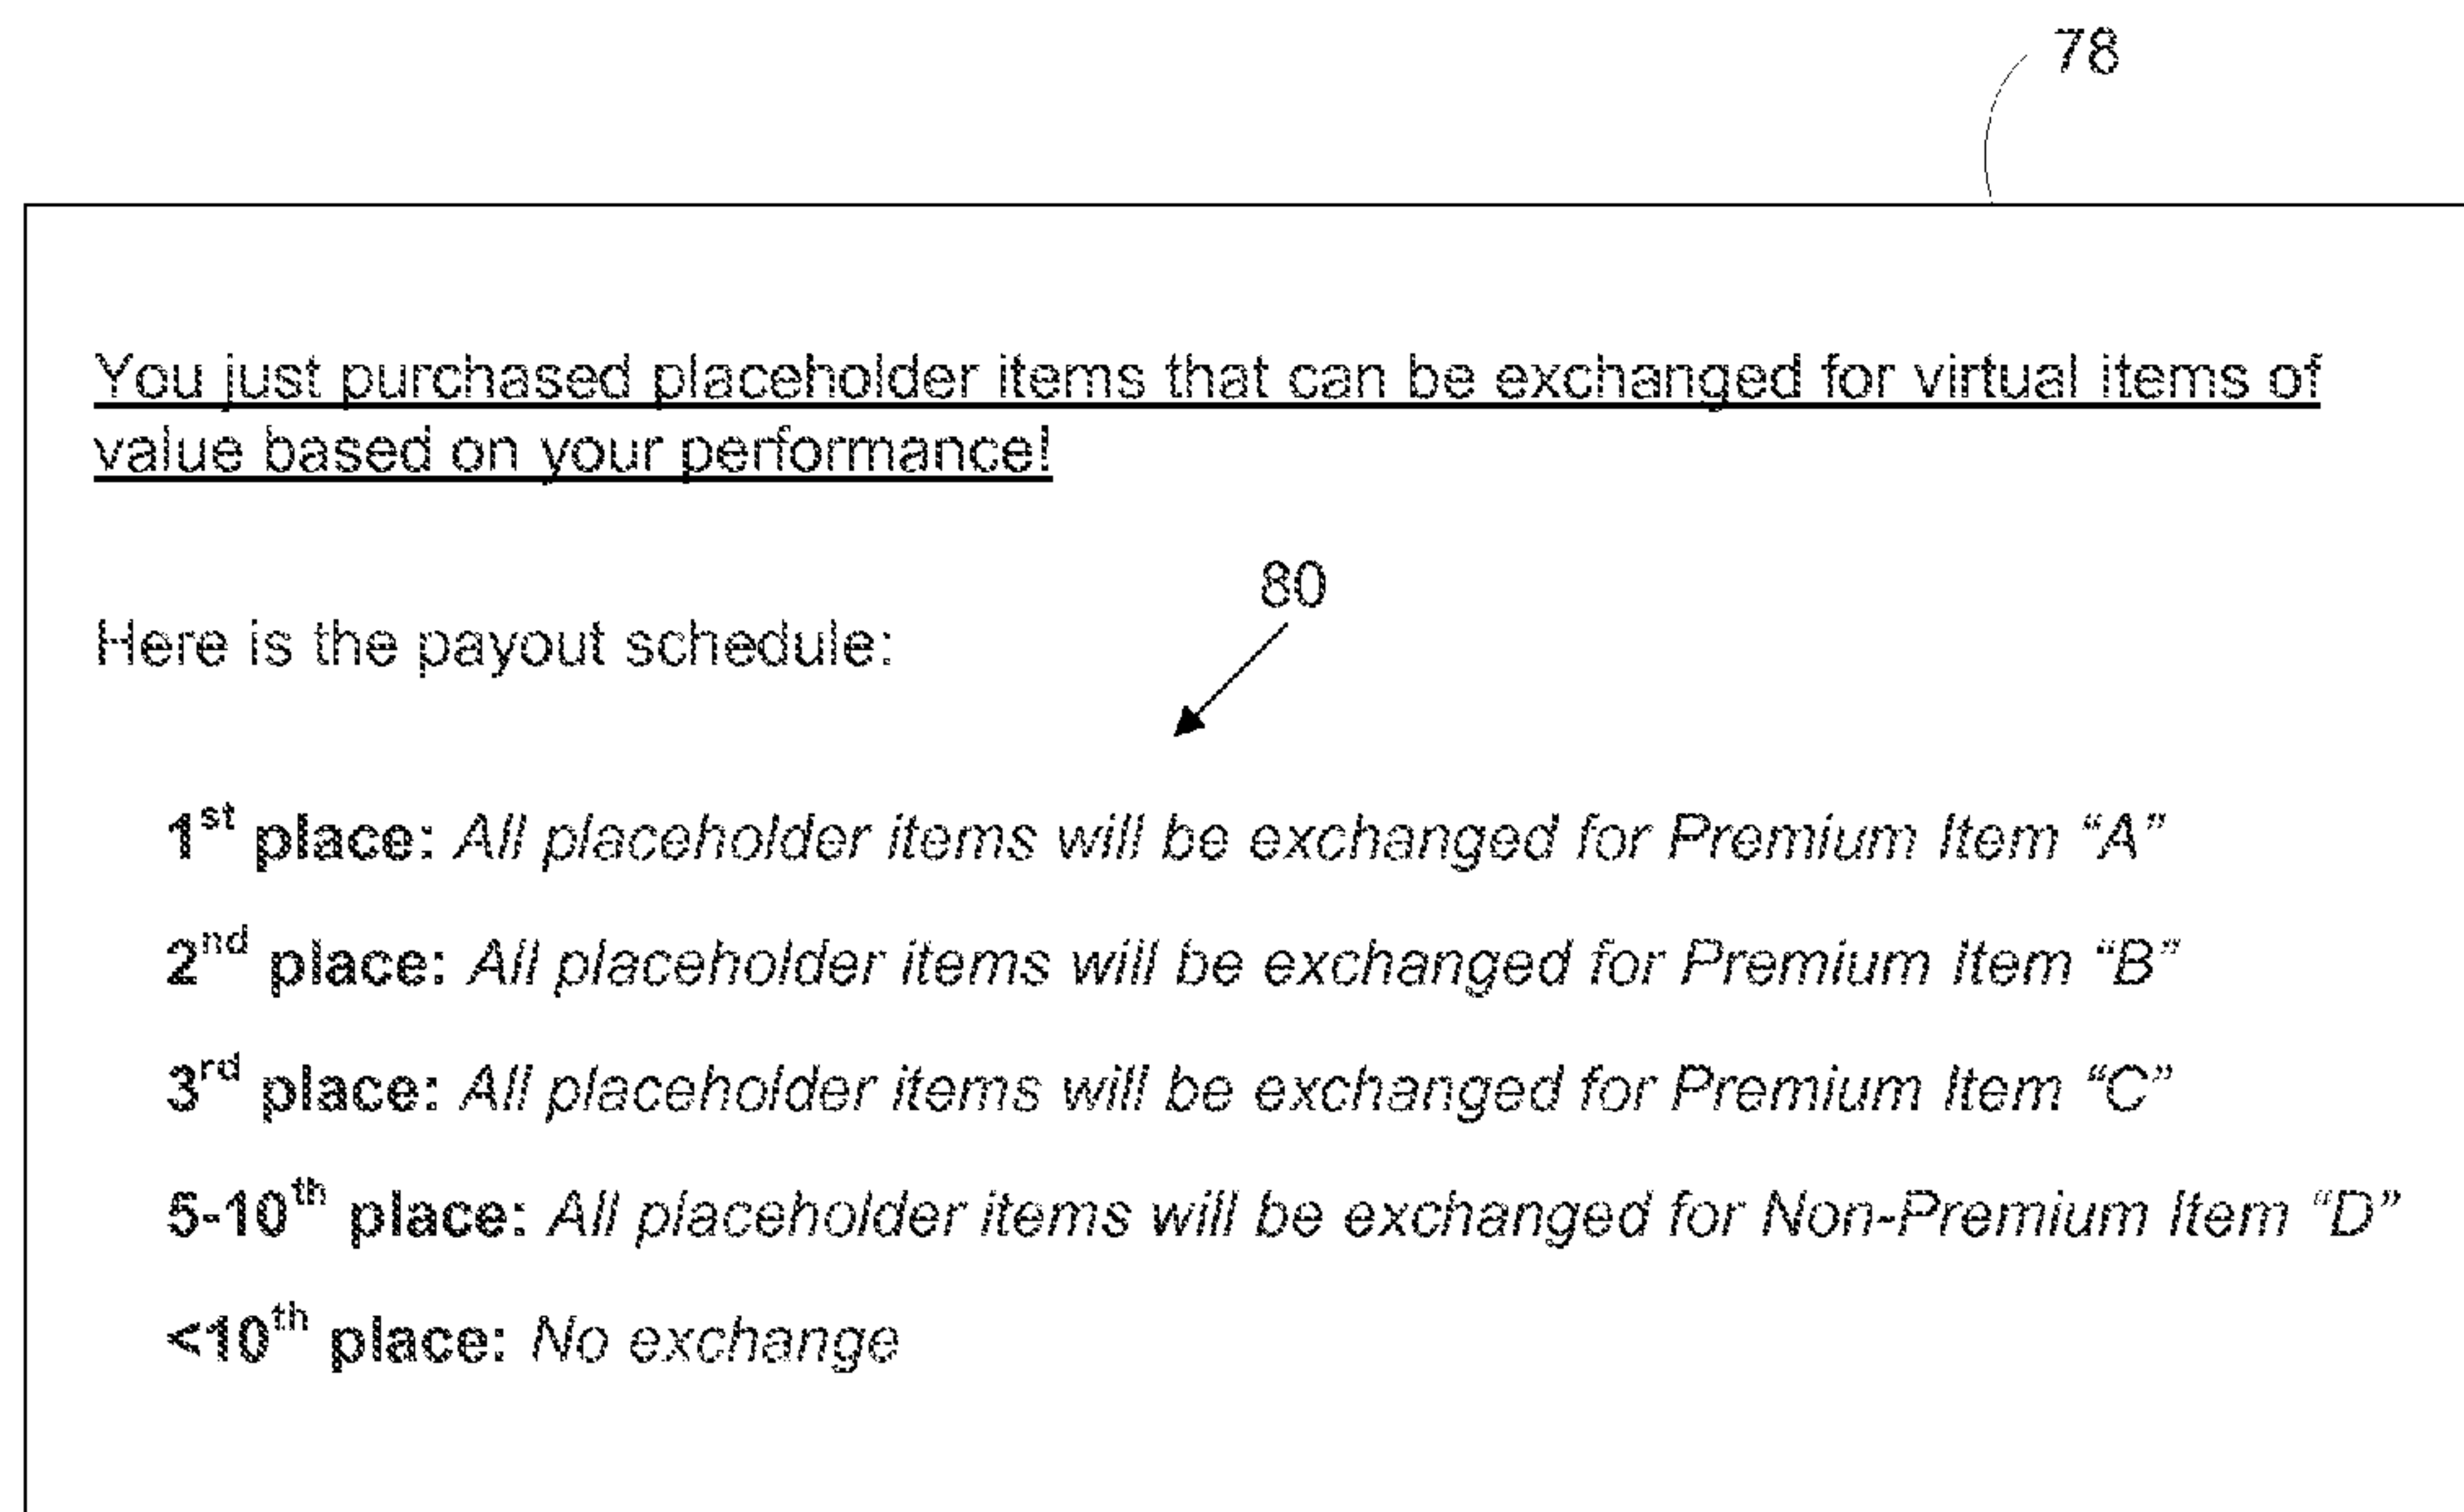 78
You just purchased placeholder items that can be exchanged for virtual items of
value based on your performance!
80
Here is the payout schedule:
1st place: All placeholder items will be exchanged for Premium Item “A”
2nd place: All placeholder items will be exchanged for Premium Item “B”
3rd place: All placeholder items will be exchanged for Premium Item “C”
5-10th place: All placeholder items will be exchanged for Non-Premium Item “D”
<10th place: No exchange